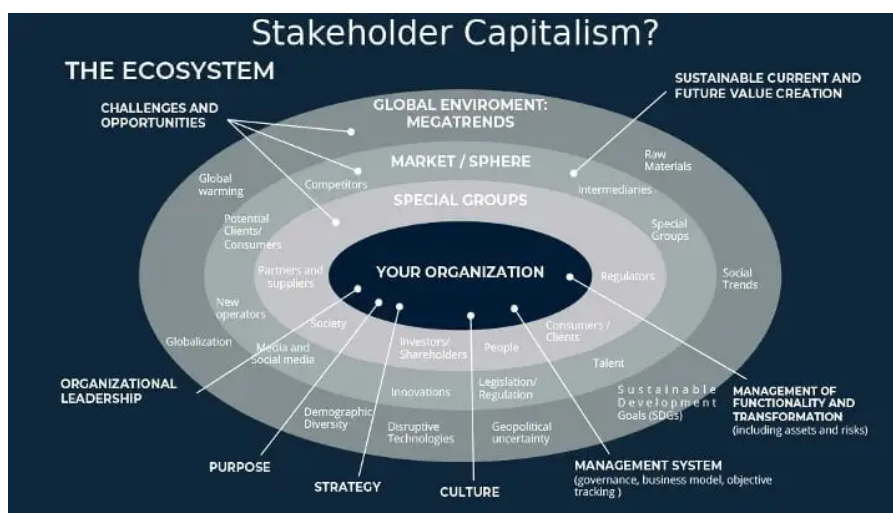 Stakeholder Capitalism?
THE ECOSYSTEM
SUSTAINABLE CURRENT AND
FUTURE VALUE CREATION
CHALLENGES AND
OPPORTUNITIES
GLOBAL ENVIROMENT:
MEGATRENDS
MARKET / SPHERE
Raw
Materials
Global
warming
Competitors
Intermediaries
SPECIAL GROUPS
Potential
Clients/
Consumers
Special
Groups
YOUR ORGANIZATION
Partners and
suppliers
Regulators
Social
Trends
New
operators
Society
Consumers /
Clients
Globalization
Media and
Social media
Investors/
Shareholders
People
Talent
ORGANIZATIONAL
LEADERSHIP
Innovations
Legislation/
Regulation
Sustainable
Development
Goals (SDGs)
MANAGEMENT OF
FUNCTIONALITY AND
TRANSFORMATION
(including assets and risks)
Demographic
Diversity
Disruptive
Technologies
Geopolitical
uncertainty
PURPOSE
STRATEGY
CULTURE
MANAGEMENT SYSTEM
(governance, business model, objective
tracking )